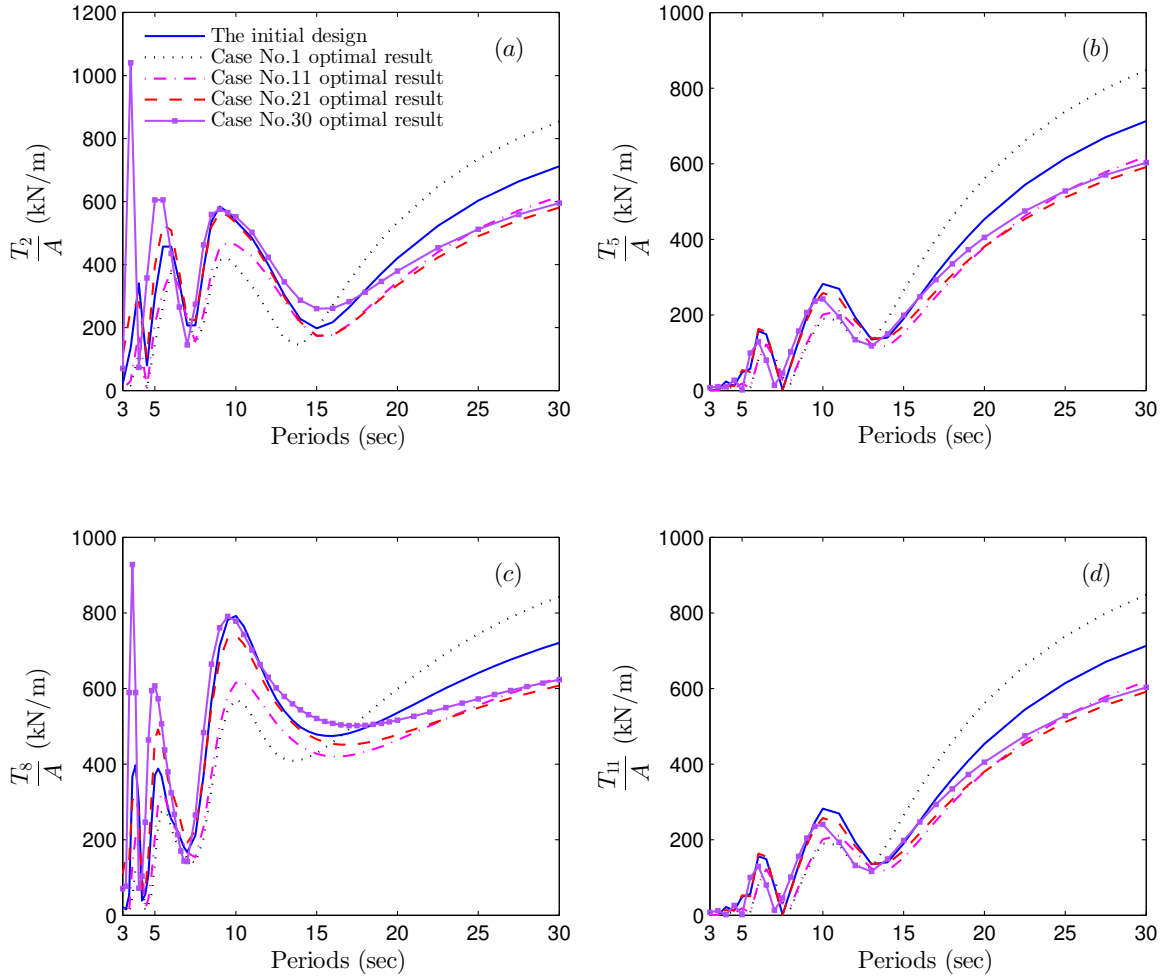 1200
1000
800
600
400
200
0
T2/A (kN/m)
The initial design
Case No.1 optimal result
Case No.11 optimal result
Case No.21 optimal result
Case No.30 optimal result
(a)
3 5 10 15 20 25 30
Periods (sec)
1000
800
600
400
200
0
T5/A (kN/m)
(b)
3 5 10 15 20 25 30
Periods (sec)
1000
800
600
400
200
0
T8/A (kN/m)
(c)
3 5 10 15 20 25 30
Periods (sec)
1000
800
600
400
200
0
T11/A (kN/m)
(d)
3 5 10 15 20 25 30
Periods (sec)